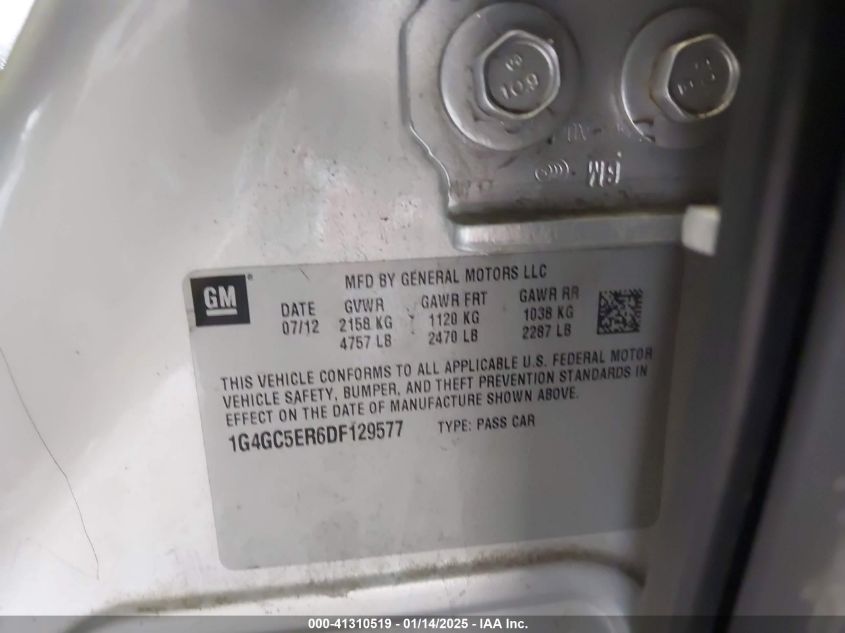 10.9
GM
MFD BY GENERAL MOTORS LLC
DATE GVWR GAWR FRT GAWR RR
07/12 2158 KG 1120 KG 1038 KG
4757 LB 2470 LB 2287 LB
THIS VEHICLE CONFORMS TO ALL APPLICABLE U.S. FEDERAL MOTOR
VEHICLE SAFETY, BUMPER, AND THEFT PREVENTION STANDARDS IN
EFFECT ON THE DATE OF MANUFACTURE SHOWN ABOVE.
1G4GC5ER6DF129577 TYPE: PASS CAR
000-41310519 - 01/14/2025 - IAA Inc.